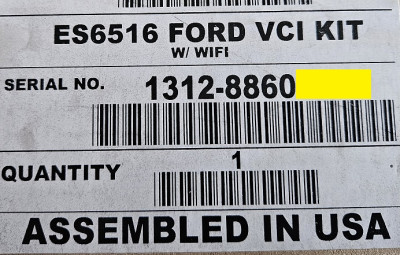 ES6516 FORD VCI KIT
W/ WIFI
SERIAL NO. 1312-8860
QUANTITY 1
ASSEMBLED IN USA